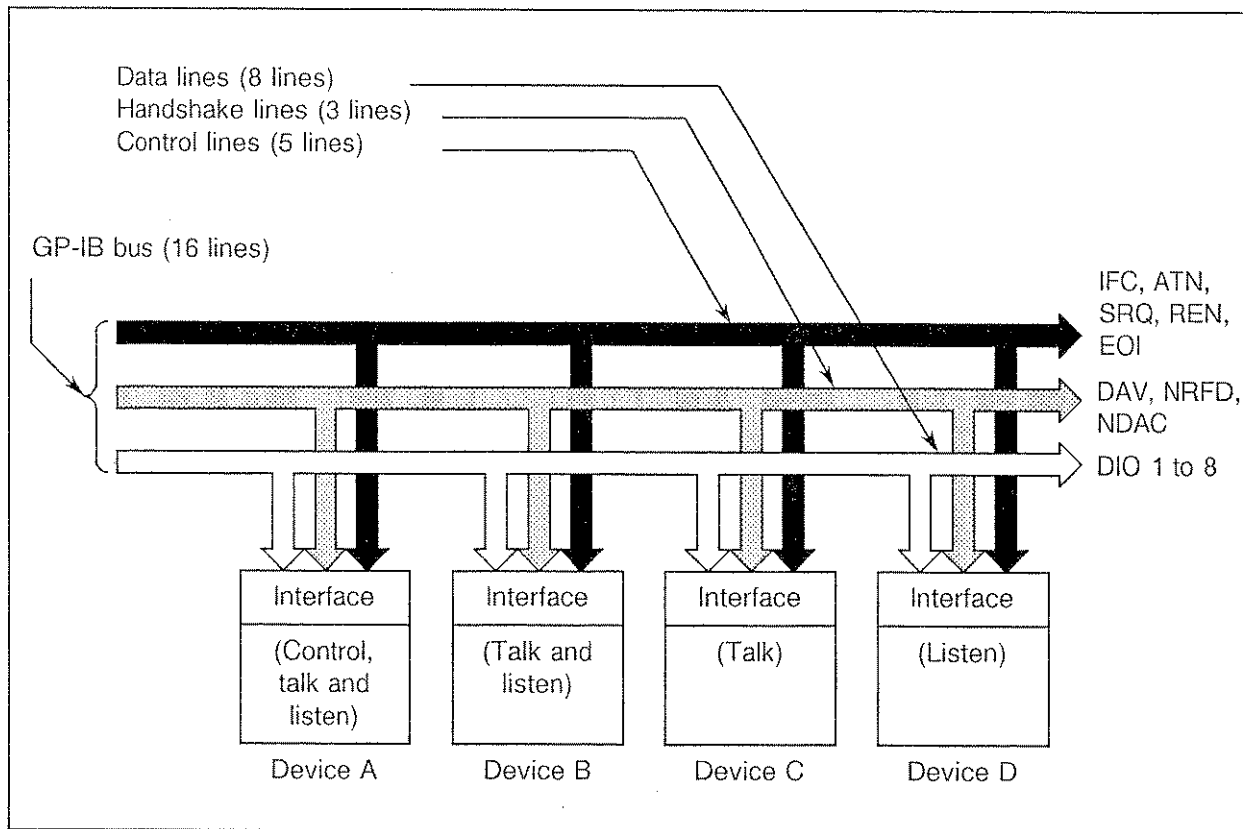 Data lines (8 lines)
Handshake lines (3 lines)
Control lines (5 lines)
GP-IB bus (16 lines)
IFC, ATN,
SRQ, REN,
EOI
DAV, NRFD,
NDAC
DIO 1 to 8
Interface
(Control,
talk and
listen)
Device A
Interface
(Talk and
listen)
Device B
Interface
(Talk)
Device C
Interface
(Listen)
Device D